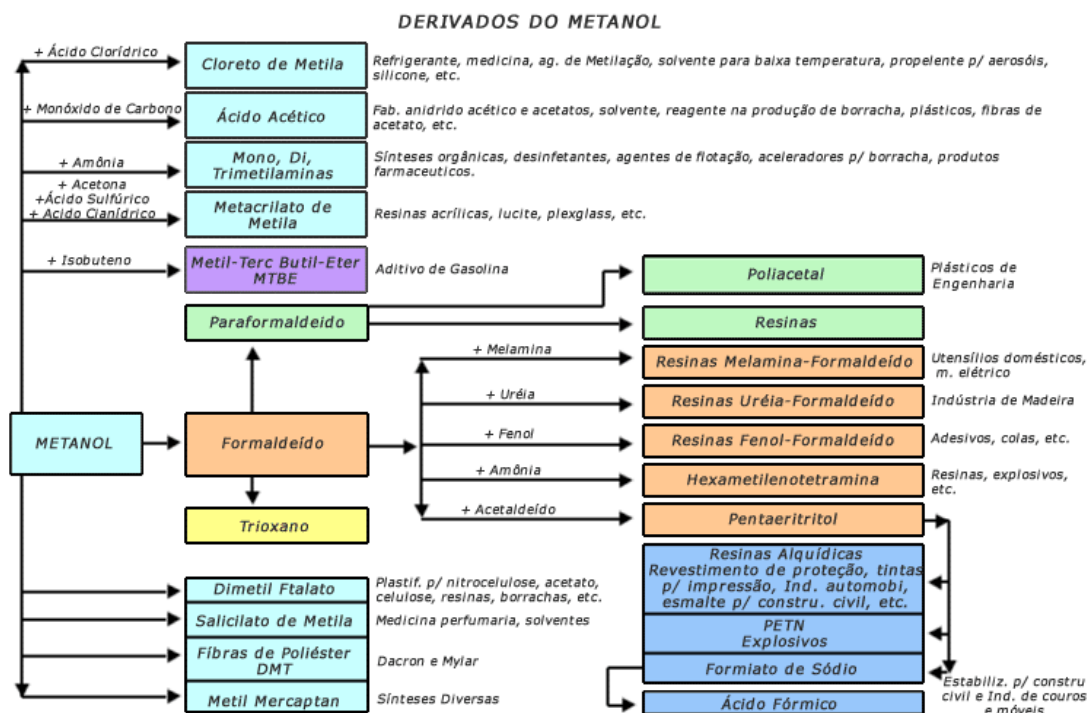 DERIVADOS DO METANOL
+ Ácido Clorídrico
Cloreto de Metila
Refrigerante, medicina, ag. de Metilação, solvente para baixa temperatura, propelente p/ aerosóis,
silicone, etc.
+ Monóxido de Carbono
Ácido Acético
Fab. anidrido acético e acetatos, solvente, reagente na produção de borracha, plásticos, fibras de
acetato, etc.
+ Amônia
Mono, Di,
Trimetilaminas
Sínteses orgânicas, desinfetantes, agentes de flotação, aceleradores p/ borracha, produtos
farmaceuticos.
+ Acetona
+Ácido Sulfúrico
+ Acido Cianídrico
Metacrilato de
Metila
Resinas acrílicas, lucite, plexglass, etc.
+ Isobuteno
Metil-Terc Butil-Eter
MTBE
Aditivo de Gasolina
Poliacetal
Plásticos de
Engenharia
Paraformaldeido
Resinas
+ Melamina
Resinas Melamina-Formaldeído
Utensílios domésticos,
m. elétrico
+ Uréia
Resinas Uréia-Formaldeído
Indústria de Madeira
METANOL
Formaldeído
+ Fenol
Resinas Fenol-Formaldeído
Adesivos, colas, etc.
+ Amônia
Hexametilenotetramina
Resinas, explosivos,
etc.
+ Acetaldeído
Pentaeritritol
Trioxano
Resinas Alquídicas
Revestimento de proteção, tintas
p/ impressão, Ind. automobi,
esmalte p/ constru. civil, etc.
Dimetil Ftalato
Plastif. p/ nitrocelulose, acetato,
celulose, resinas, borrachas, etc.
Salicilato de Metila
Medicina perfumaria, solventes
PETN
Explosivos
Fíbras de Poliéster
DMT
Dacron e Mylar
Formiato de Sódio
Metil Mercaptan
Sínteses Diversas
Ácido Fórmico
Estabiliz. p/ constru
civil e Ind. de couros
e móveis